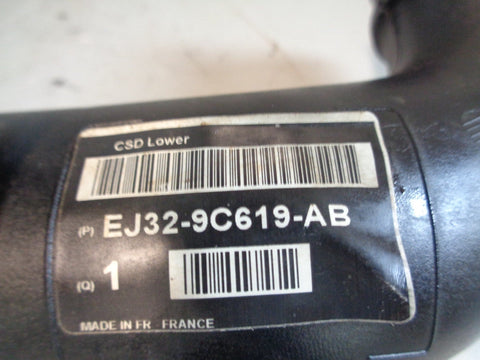 CSD Lower
(P) EJ32-9C619-AB
(Q) 1
MADE IN FR FRANCE